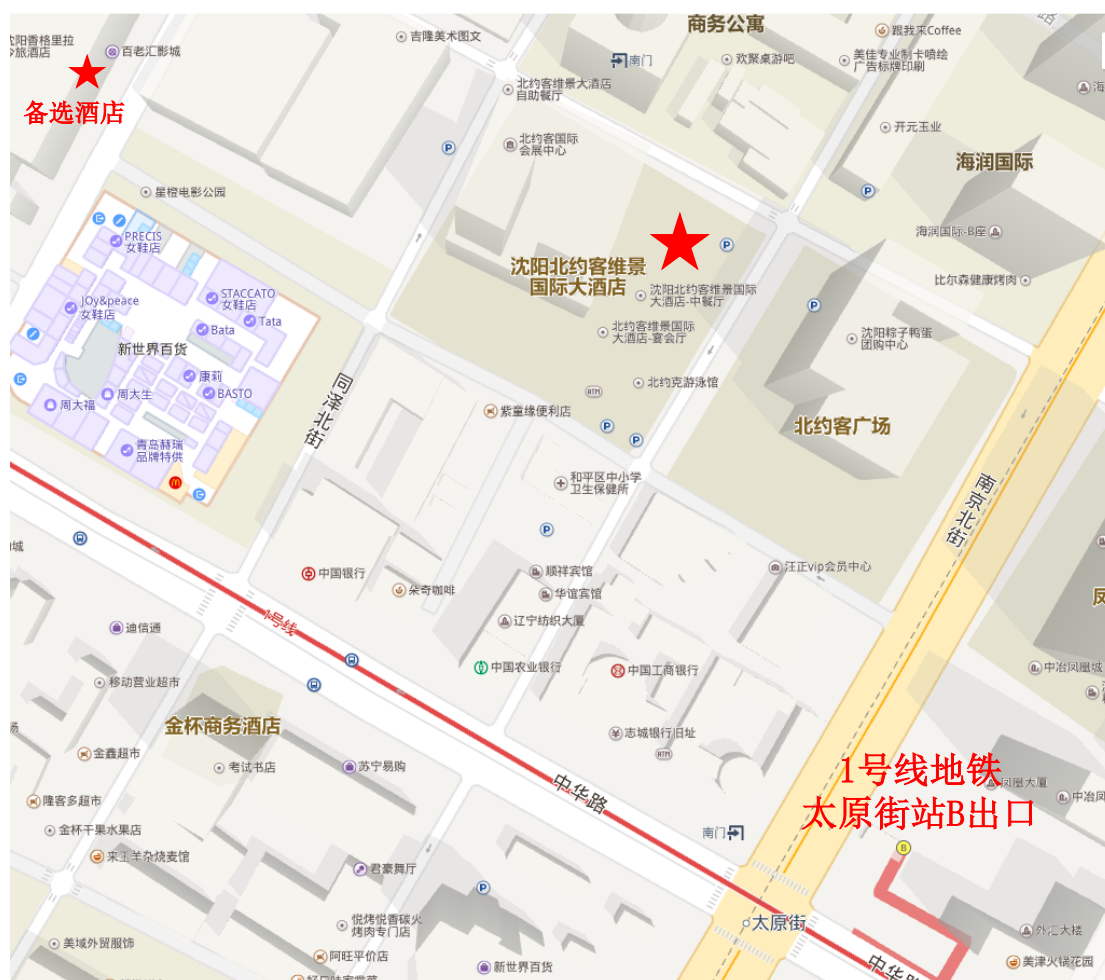 商务公寓
吉隆美术图文
跟我来Coffee
百老汇影城
南门
欢聚桌游吧
美佳专业制卡喷绘
广告标牌印刷
备选酒店
北约客维景大酒店
自助餐厅
开元玉业
北约客国际
会展中心
海润国际
星橙电影公园
海润国际-B座
PRECIS
女鞋店
沈阳北约客维景
国际大酒店
比尔森健康烤肉
沈阳北约客维景国际
大酒店-中餐厅
JOy&peace
女鞋店
STACCATO
女鞋店
Tata
Bata
北约客维景国际
大酒店-宴会厅
沈阳粽子鸭蛋
团购中心
新世界百货
康莉
北约克游泳馆
ATM
周大生
BASTO
周大福
同泽北街
紫童缘便利店
北约客广场
青岛赫瑞
品牌特供
和平区中小学
卫生保健所
南京北街
中国银行
顺祥宾馆
汪正vip会员中心
朵奇咖啡
华谊宾馆
1号线
辽宁纺织大厦
迪信通
中国农业银行
中国工商银行
中冶凤凰城
移动营业超市
金杯商务酒店
志城银行旧址
ATM
金鑫超市
考试书店
苏宁易购
中华路
1号线地铁
太原街站B出口
凤凰大厦
隆客多超市
金杯干果水果店
南门
B
来王羊杂烧麦馆
君豪舞厅
太原街
悦烤悦香碳火
烤肉专门店
外汇大楼
美域外贸服饰
阿旺平价店
新世界百货
美津火锅花园